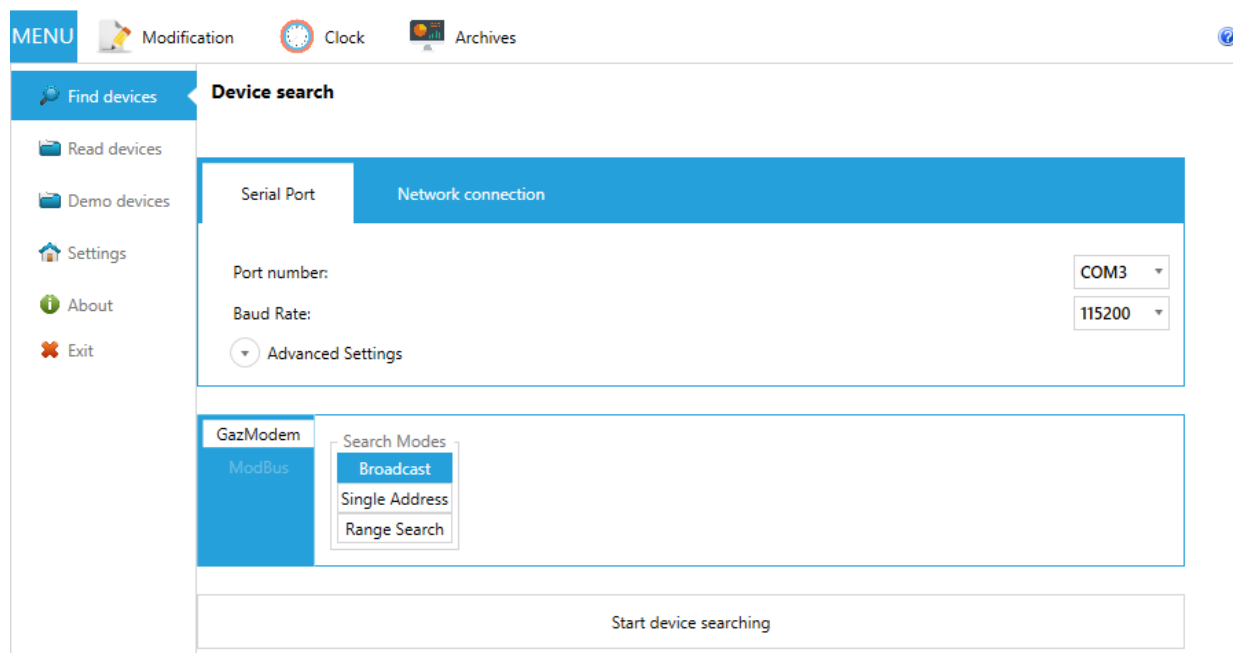 MENU Modification Clock Archives
Find devices
Read devices
Demo devices
Settings
About
Exit
Device search
Serial Port Network connection
Port number: COM3
Baud Rate: 115200
Advanced Settings
GazModem
ModBus
Search Modes
Broadcast
Single Address
Range Search
Start device searching